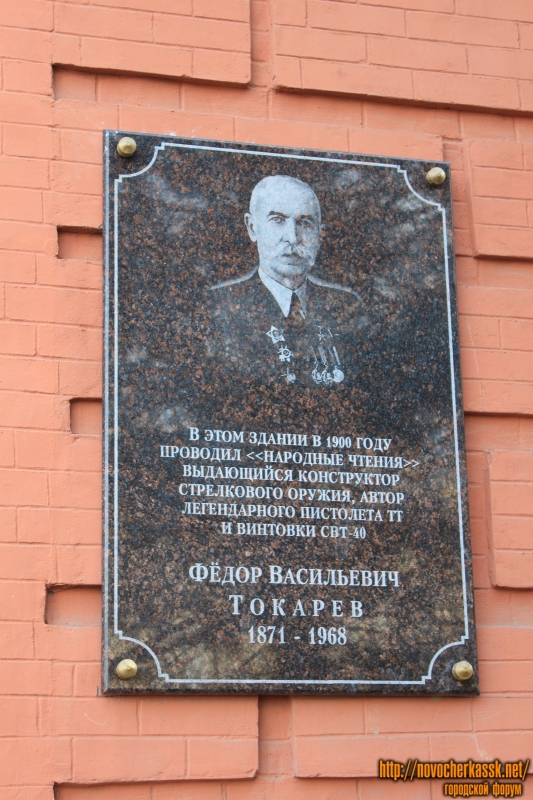 В ЭТОМ ЗДАНИИ В 1900 ГОДУ
ПРОВОДИЛ <<НАРОДНЫЕ ЧТЕНИЯ>>
ВЫДАЮЩИЙСЯ КОНСТРУКТОР
СТРЕЛКОВОГО ОРУЖИЯ, АВТОР
ЛЕГЕНДАРНОГО ПИСТОЛЕТА ТТ
И ВИНТОВКИ СВТ-40
ФЁДОР ВАСИЛЬЕВИЧ
ТОКАРЕВ
1871 - 1968
http://novocherkassk.net/
городской форум